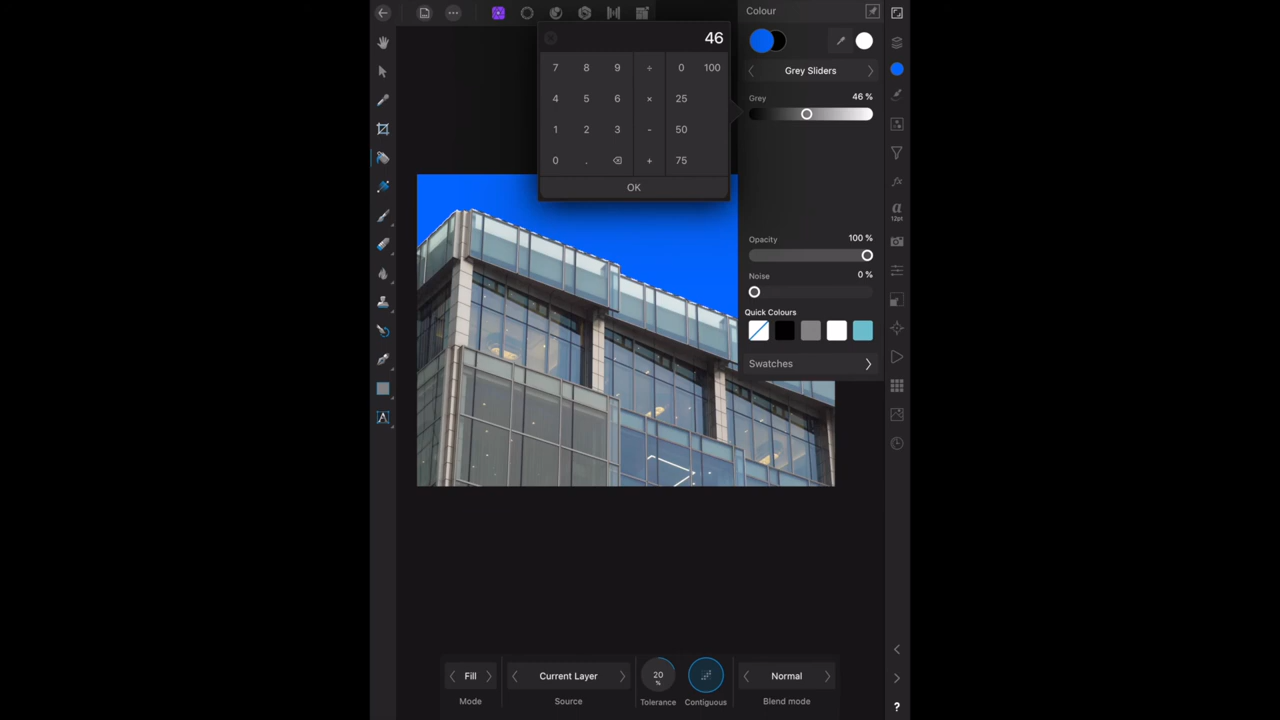 Colour
46
7 8 9 ÷ 0 100
4 5 6 × 25
1 2 3 - 50
0 . + 75
OK
Grey Sliders
Grey 46 %
a
12pt
fx
Opacity 100 %
Noise 0 %
Quick Colours
Swatches
A
Fill
Mode
Current Layer
Source
20
%
Tolerance
Contiguous
Normal
Blend mode
?